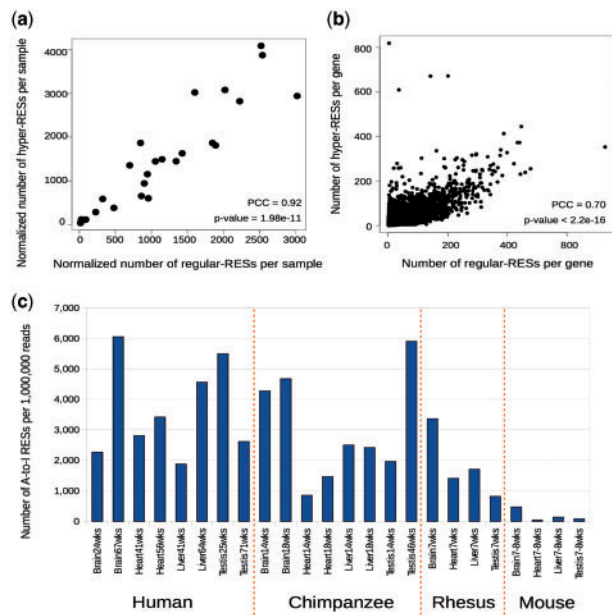 (a)
Normalized number of hyper-RESs per sample
4000
3000
2000
1000
0
PCC = 0.92
p-value = 1.98e-11
0 500 1000 1500 2000 2500 3000
Normalized number of regular-RESs per sample
(b)
Number of hyper-RESs per gene
800
600
400
200
0
PCC = 0.70
p-value < 2.2e-16
0 200 400 800
Number of regular-RESs per gene
(c)
Number of A-to-I RESs per 1,000,000 reads
7,000
6,000
5,000
4,000
3,000
2,000
1,000
0
Brain24wks
Brain67wks
Heart41wks
Heart56wks
Liver41wks
Liver64wks
Testis25wks
Testis71wks
Brain14wks
Brain18wks
Heart14wks
Heart18wks
Liver14wks
Liver18wks
Testis14wks
Testis46wks
Brain7wks
Heart7wks
Liver7wks
Testis7wks
Brain7-8wks
Heart7-8wks
Liver7-8wks
Testis7-8wks
Human Chimpanzee Rhesus Mouse